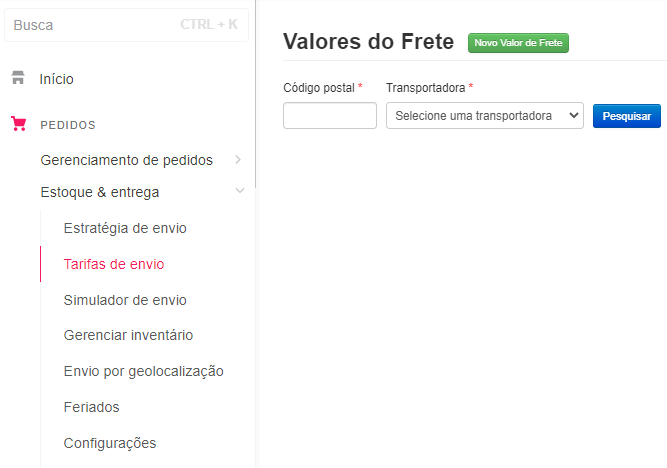 Busca
CTRL + K
Início
PEDIDOS
Gerenciamento de pedidos
Estoque & entrega
Estratégia de envio
Tarifas de envio
Simulador de envio
Gerenciar inventário
Envio por geolocalização
Feriados
Configurações
Valores do Frete
Novo Valor de Frete
Código postal *
Transportadora *
Selecione uma transportadora
Pesquisar